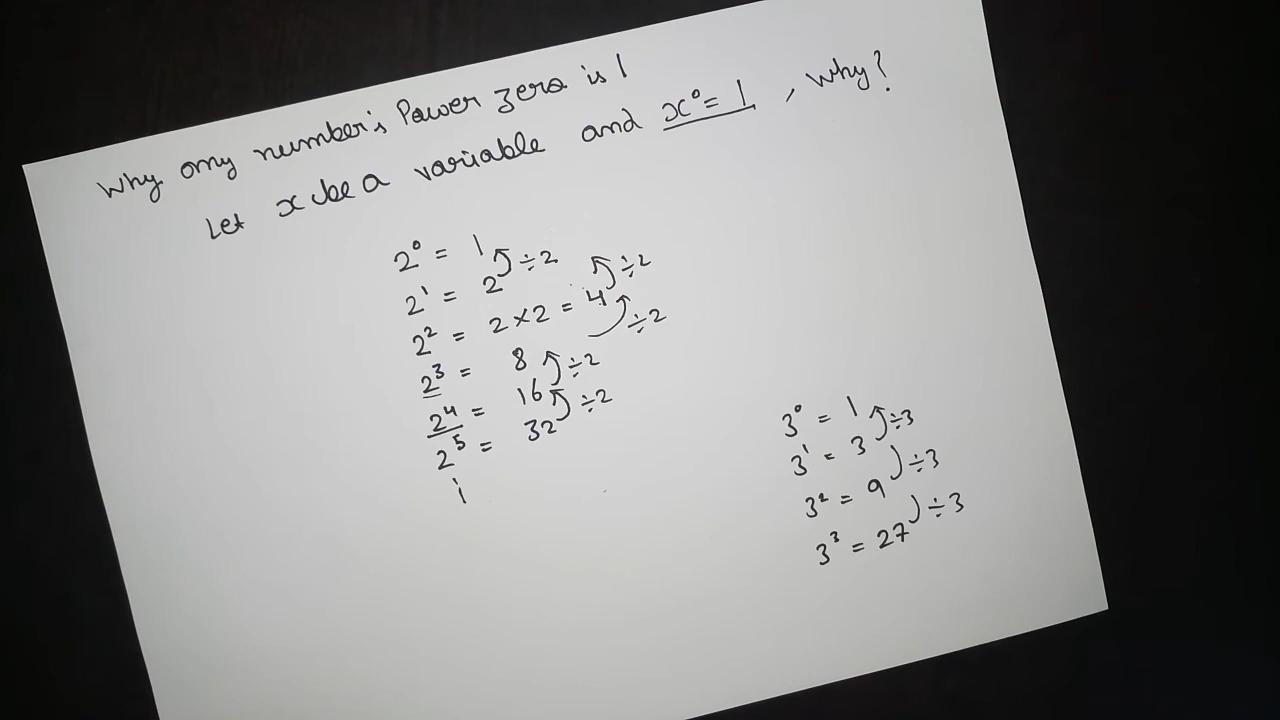 Why any number's Power zero is 1
Let x be a variable and x⁰ = 1 , Why?
2⁰ = 1 ÷2
2¹ = 2 ÷2
2² = 2 × 2 = 4 ÷2
2³ = 8 ÷2
2⁴ = 16 ÷2
2⁵ = 32
3⁰ = 1 ÷3
3¹ = 3 ÷3
3² = 9 ÷3
3³ = 27